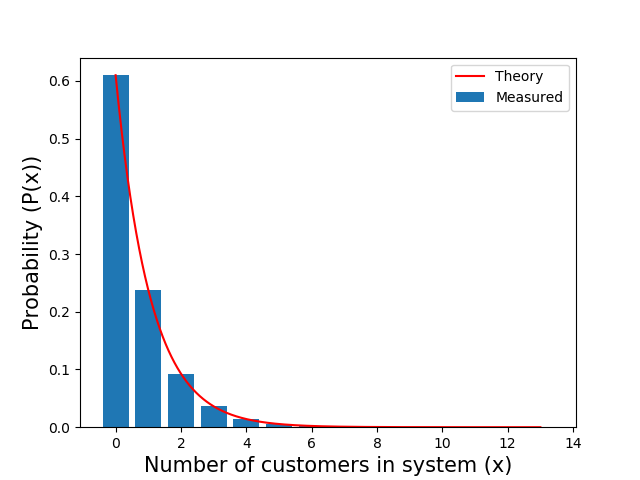 Theory
Measured
0.6
0.5
0.4
0.3
0.2
0.1
0.0
0 2 4 6 8 10 12 14
Probability (P(x))
Number of customers in system (x)